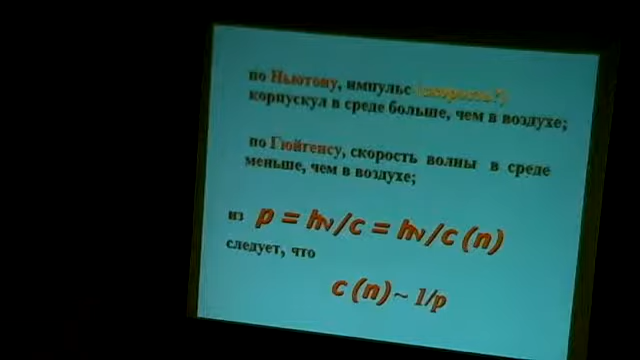 по Ньютону, импульс (скорость?)
корпускул в среде больше, чем в воздухе;
по Гюйгенсу, скорость волны в среде
меньше, чем в воздухе;
из p = hν/c = hν/c (n)
следует, что
c (n) ~ 1/p